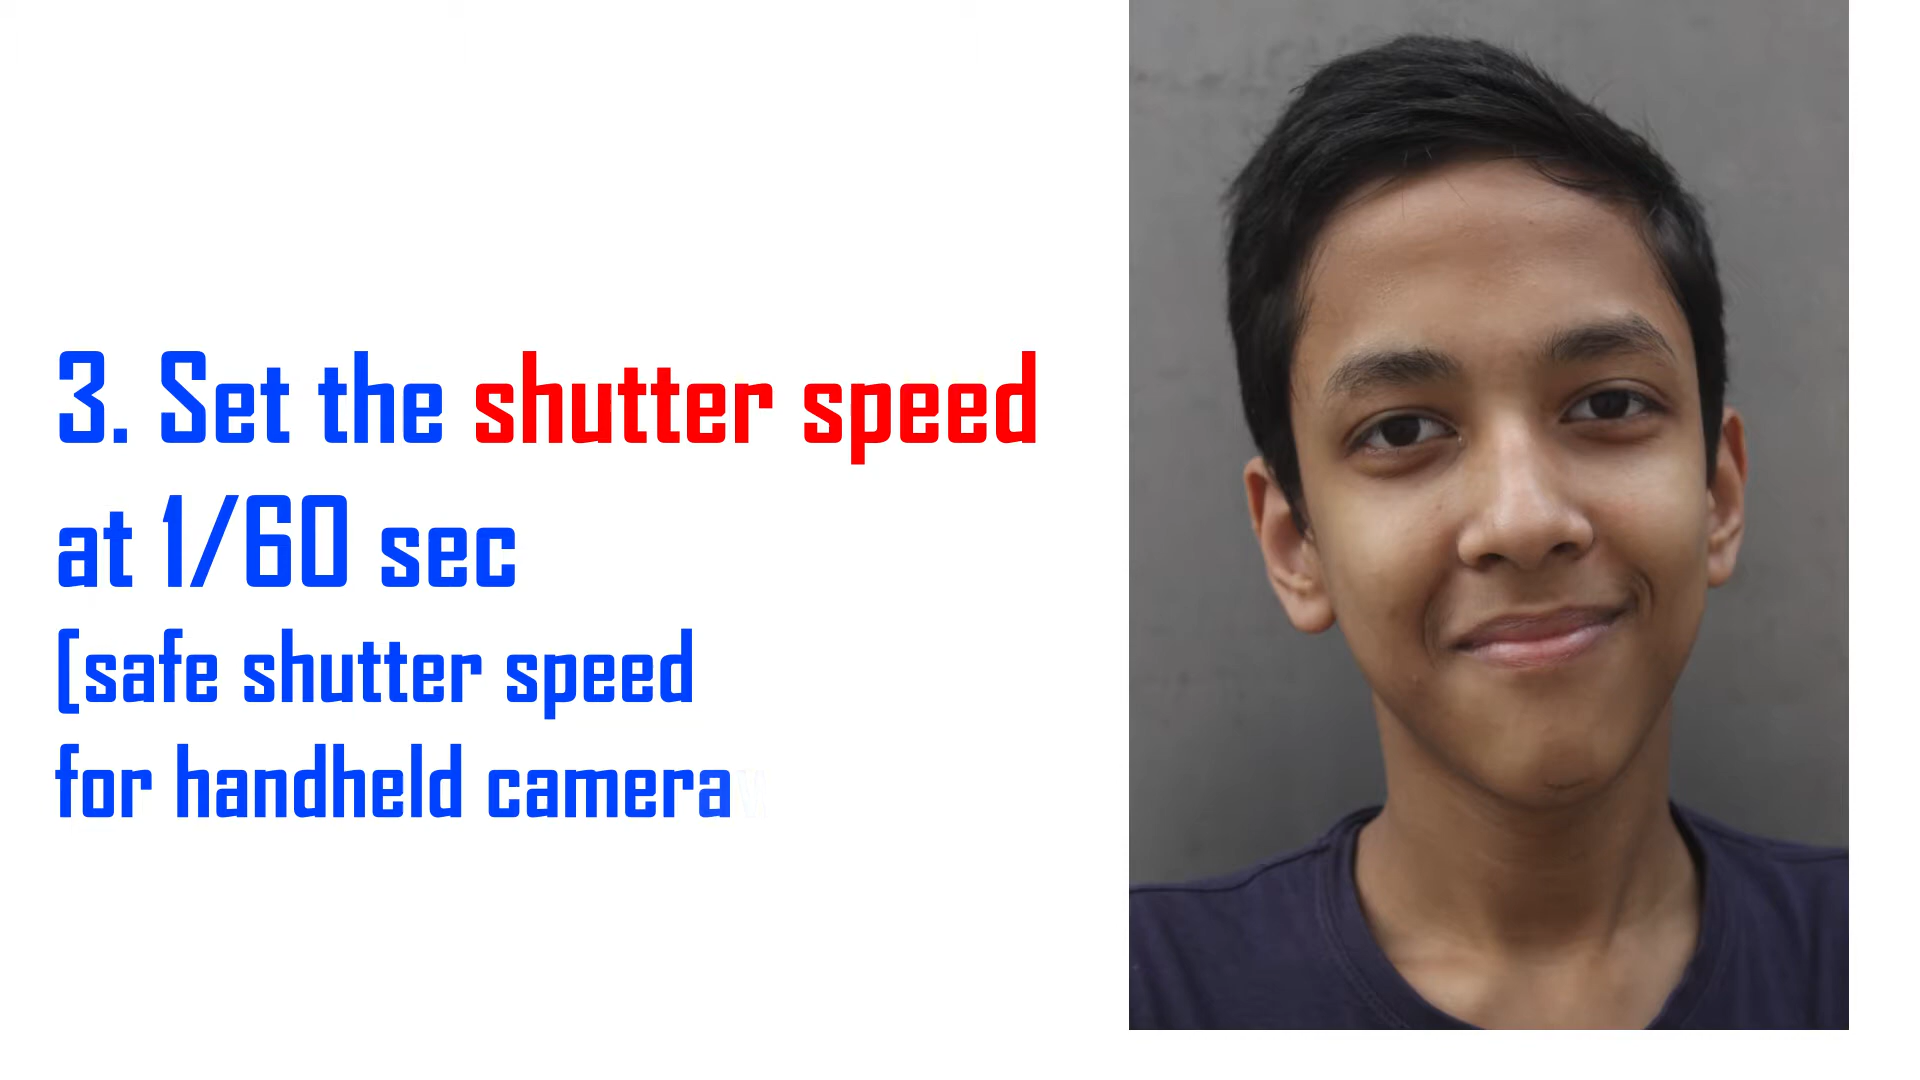 3. Set the shutter speed
at 1/60 sec
[safe shutter speed
for handheld camera